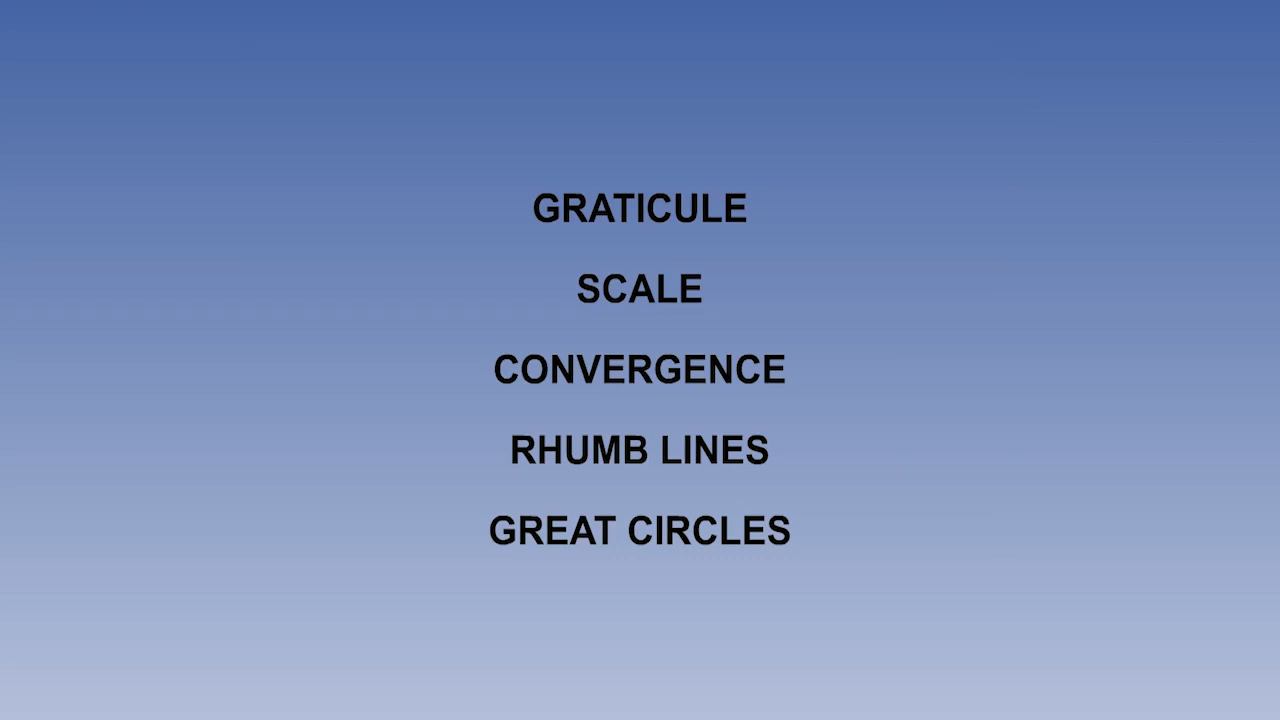 GRATICULE
SCALE
CONVERGENCE
RHUMB LINES
GREAT CIRCLES